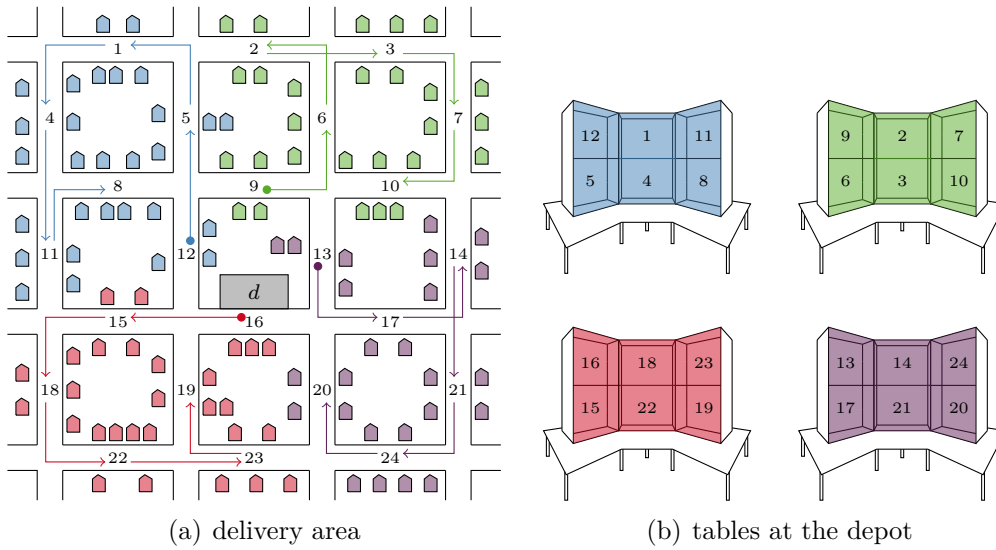 1 2 3
4 5 6 7
8 9 10
11 12 13 14
d
15 16 17
18 19 20 21
22 23 24
12 1 11
5 4 8
9 2 7
6 3 10
16 18 23
15 22 19
13 14 24
17 21 20
(a) delivery area
(b) tables at the depot